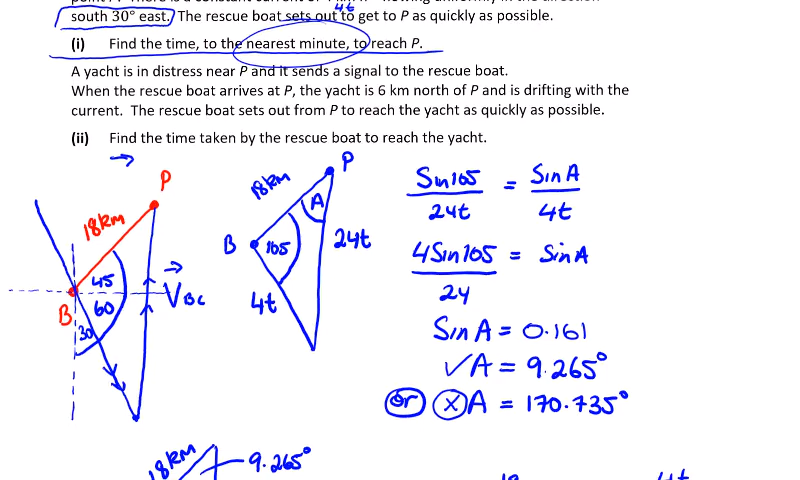 south 30° east. The rescue boat sets out to get to P as quickly as possible.
4t
(i) Find the time, to the nearest minute, to reach P.
A yacht is in distress near P and it sends a signal to the rescue boat.
When the rescue boat arrives at P, the yacht is 6 km north of P and is drifting with the
current. The rescue boat sets out from P to reach the yacht as quickly as possible.
(ii) Find the time taken by the rescue boat to reach the yacht.
P
18km
45
60
30
B
VBC
P
18km
A
B
105
24t
4t
Sin105 = Sin A
24t 4t
4Sin105 = Sin A
24
Sin A = 0.161
✓A = 9.265°
or ⓧ A = 170.735°
18km
9.265°
4t